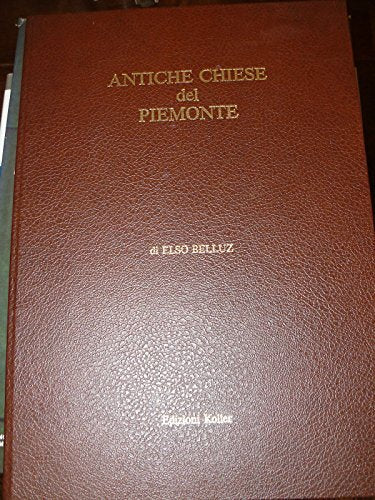 ANTICHE CHIESE
del
PIEMONTE
di ELSO BELLUZ
Edizioni Koller